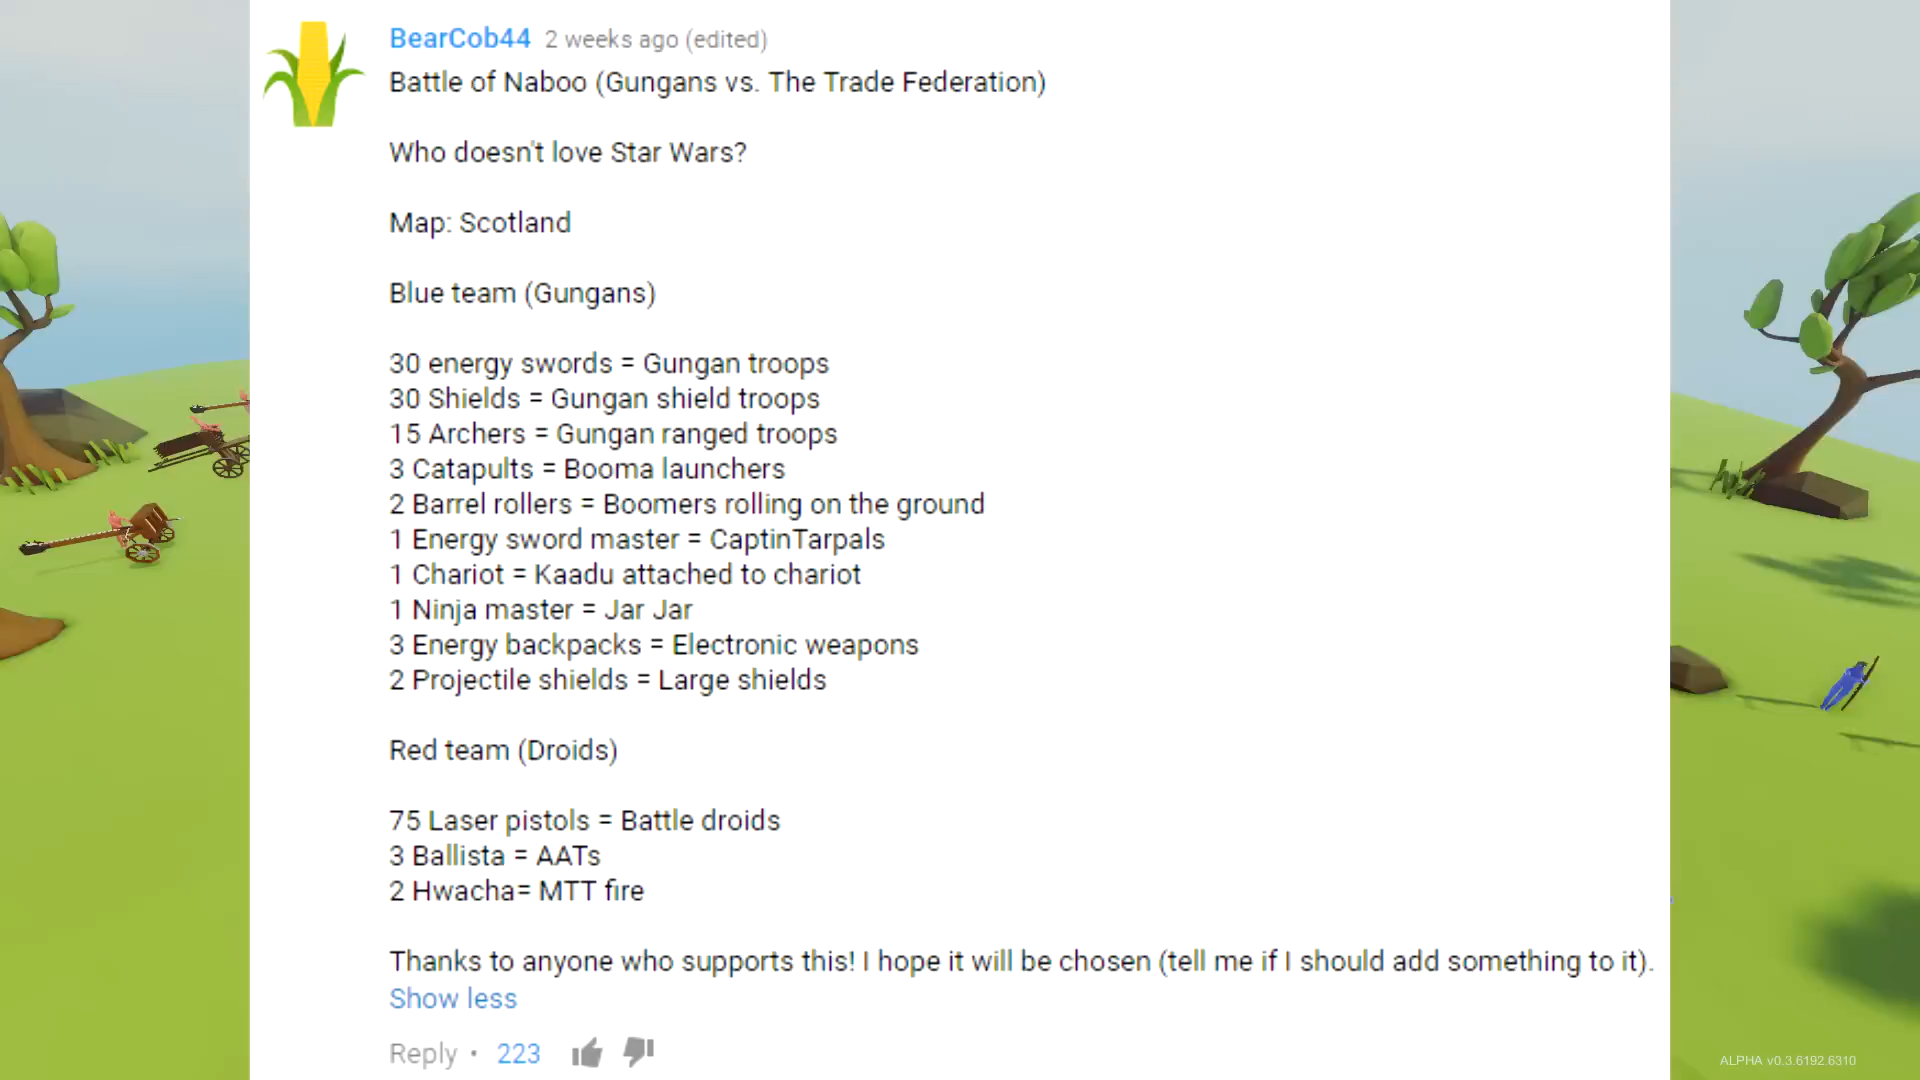 BearCob44 2 weeks ago (edited)
Battle of Naboo (Gungans vs. The Trade Federation)
Who doesn't love Star Wars?
Map: Scotland
Blue team (Gungans)
30 energy swords = Gungan troops
30 Shields = Gungan shield troops
15 Archers = Gungan ranged troops
3 Catapults = Booma launchers
2 Barrel rollers = Boomers rolling on the ground
1 Energy sword master = CaptinTarpals
1 Chariot = Kaadu attached to chariot
1 Ninja master = Jar Jar
3 Energy backpacks = Electronic weapons
2 Projectile shields = Large shields
Red team (Droids)
75 Laser pistols = Battle droids
3 Ballista = AATs
2 Hwacha= MTT fire
Thanks to anyone who supports this! I hope it will be chosen (tell me if I should add something to it).
Show less
Reply • 223
ALPHA v0.3.6192.6310